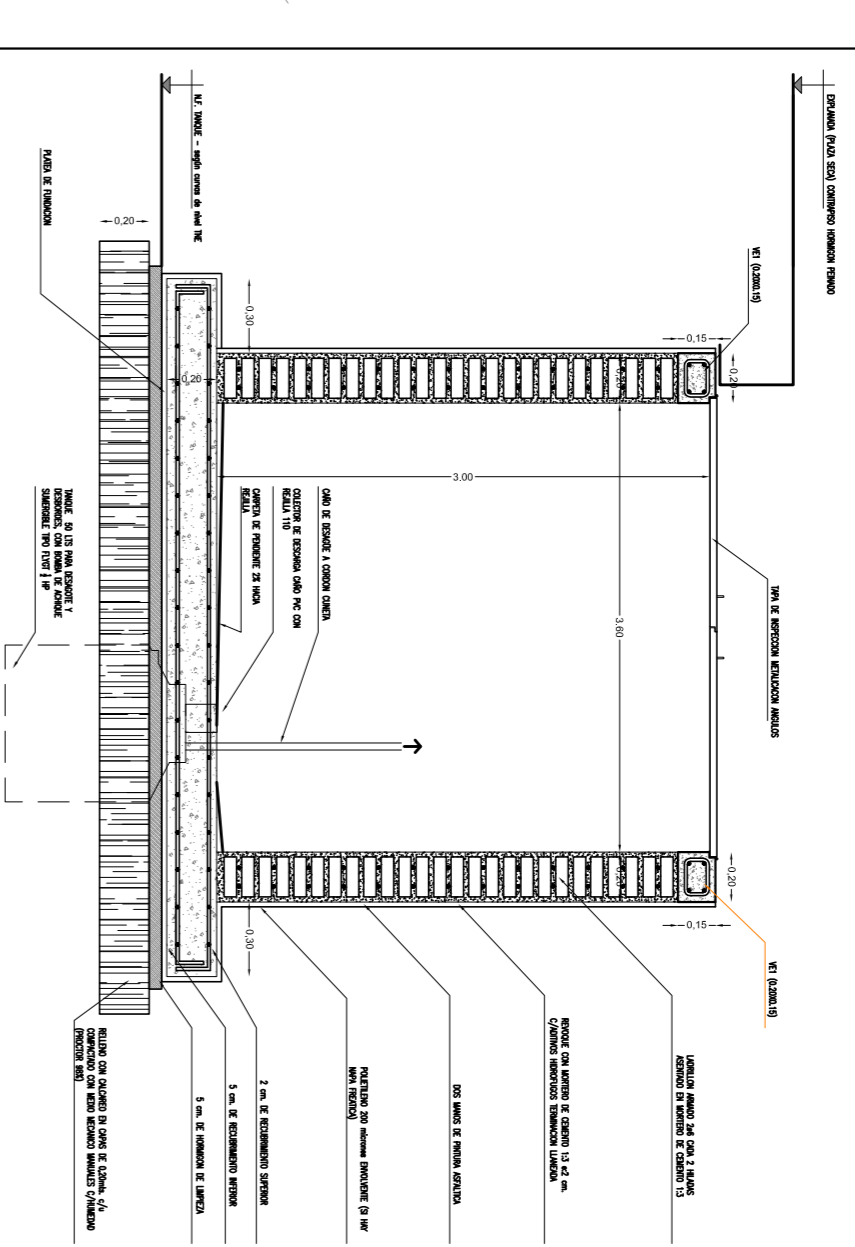 EXPLANADA (PLAZA SECA) CONTRAPISO HORMIGON PEINADO
VE1 (0.20X0.15)
TAPA DE INSPECCION METALICACON ANGULOS
VE1 (0.20X0.15)
0,15
0,20
0,20
0,15
0,20
0,20
3.60
3.00
LADRILLON ARMADO 2ø6 CADA 2 HILADAS
ASENTADO EN MORTERO DE CEMENTO 1:3
REVOQUE CON MORTERO DE CEMENTO 1:3 e:2 cm.
C/ADITIVOS HIDROFUGOS TERMINACION LLANEADA
DOS MANOS DE PINTURA ASFALTICA
POLIETILENO 200 micrones ENVOLVENTE (SI HAY
NAPA FREATICA)
CAÑO DE DESAGÜE A CORDON CUNETA
COLECTOR DE DESCARGA CAÑO PVC CON
REJILLA 110
CARPETA DE PENDIENTE 2% HACIA
REJILLA
0,30
0,30
0,20
2 cm. DE RECUBRIMIENTO SUPERIOR
5 cm. DE RECUBRIMIENTO INFERIOR
N.F. TANQUE - según curvas de nivel TNE
5 cm. DE HORMIGON DE LIMPIEZA
0,20
PLATEA DE FUNDACION
RELLENO CON CALCAREO EN CAPAS DE 0,20mts. c/u
COMPACTADO CON MEDIO MECANICO MANUALES C/HUMEDAD
(PROCTOR 98%)
TANQUE 50 LTS PARA DESAGOTE Y
DESBORDES, CON BOMBA DE ACHIQUE
SUMERGIBLE TIPO FLYGT HP